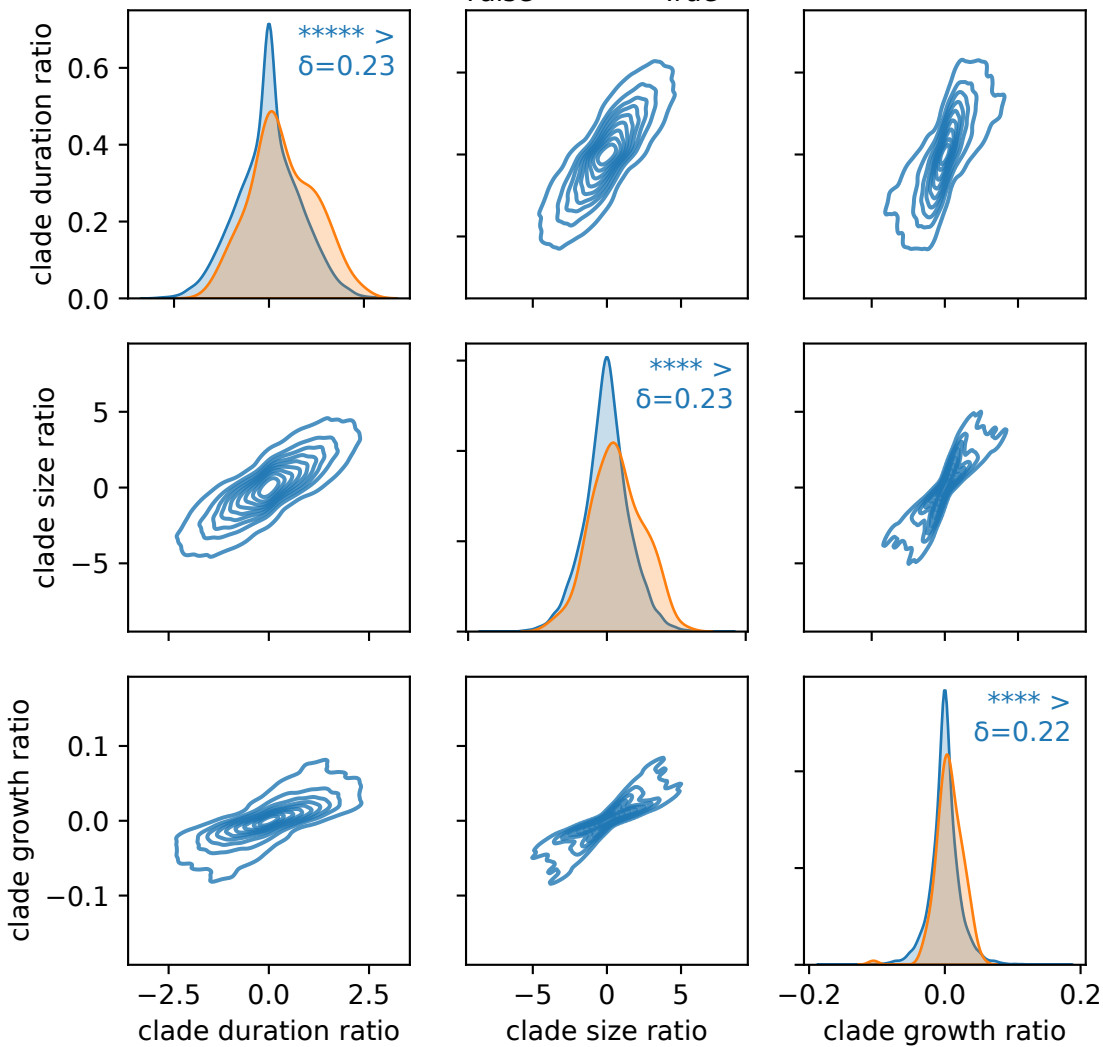 clade duration ratio
0.6
0.4
0.2
0.0
***** >
δ=0.23
clade size ratio
5
0
−5
**** >
δ=0.23
clade growth ratio
0.1
0.0
−0.1
**** >
δ=0.22
−2.5 0.0 2.5
−5 0 5
−0.2 0.0 0.2
clade duration ratio
clade size ratio
clade growth ratio